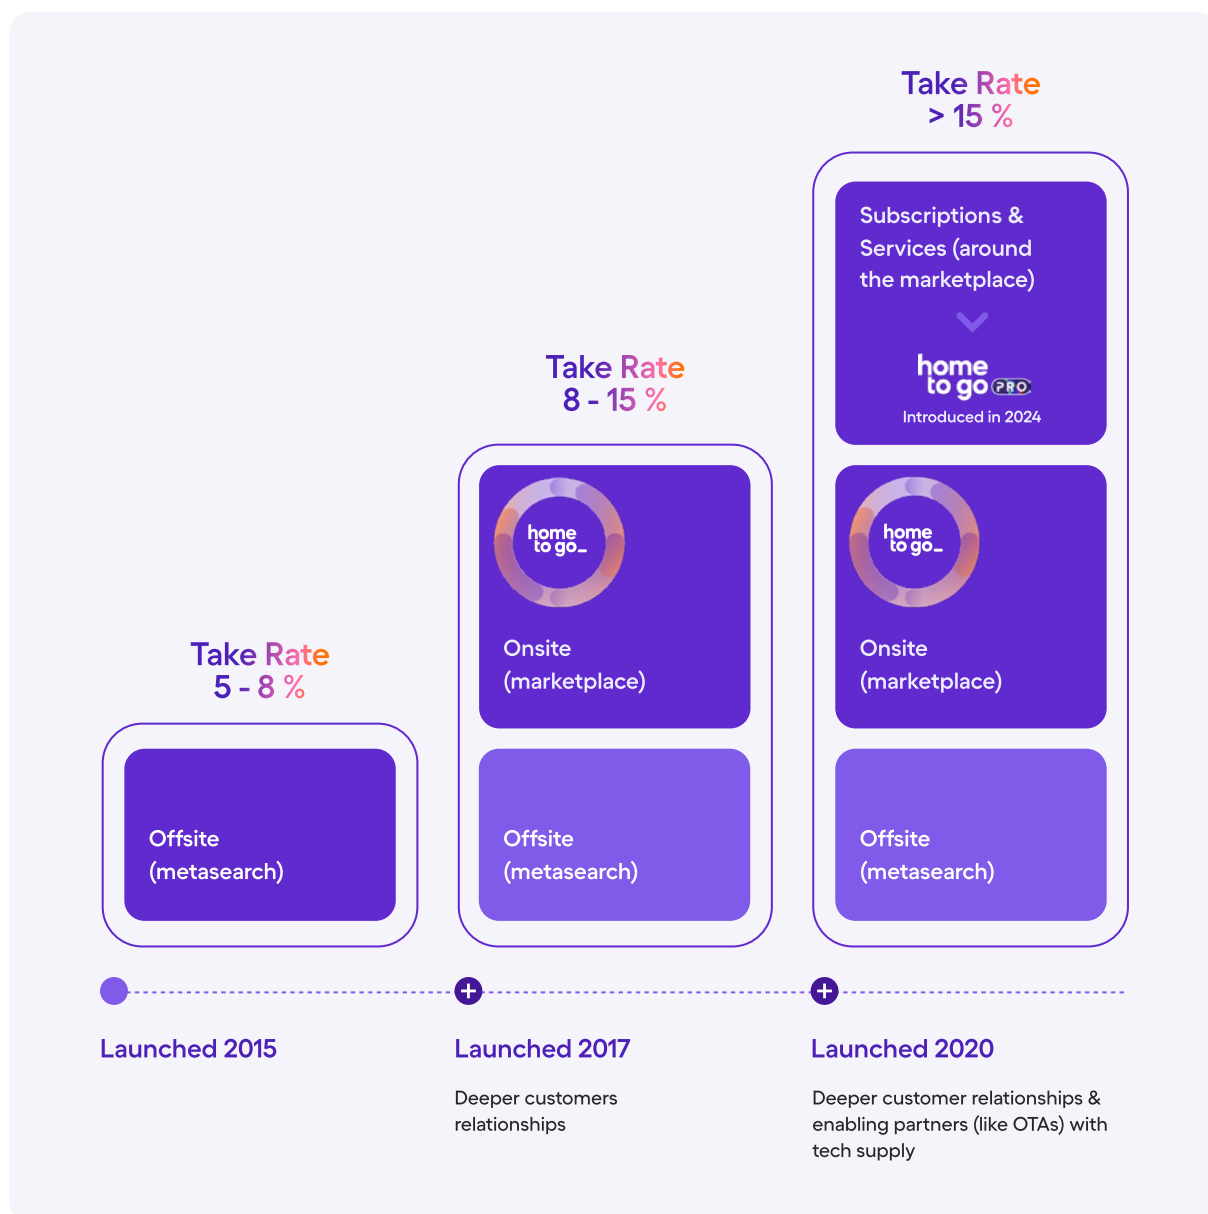 Take Rate
> 15 %
Subscriptions &
Services (around
the marketplace)
home
to go PRO
Introduced in 2024
Take Rate
8 - 15 %
home
to go_
Onsite
(marketplace)
home
to go_
Onsite
(marketplace)
Take Rate
5 - 8 %
Offsite
(metasearch)
Offsite
(metasearch)
Offsite
(metasearch)
Launched 2015
Launched 2017
Deeper customers
relationships
Launched 2020
Deeper customer relationships &
enabling partners (like OTAs) with
tech supply